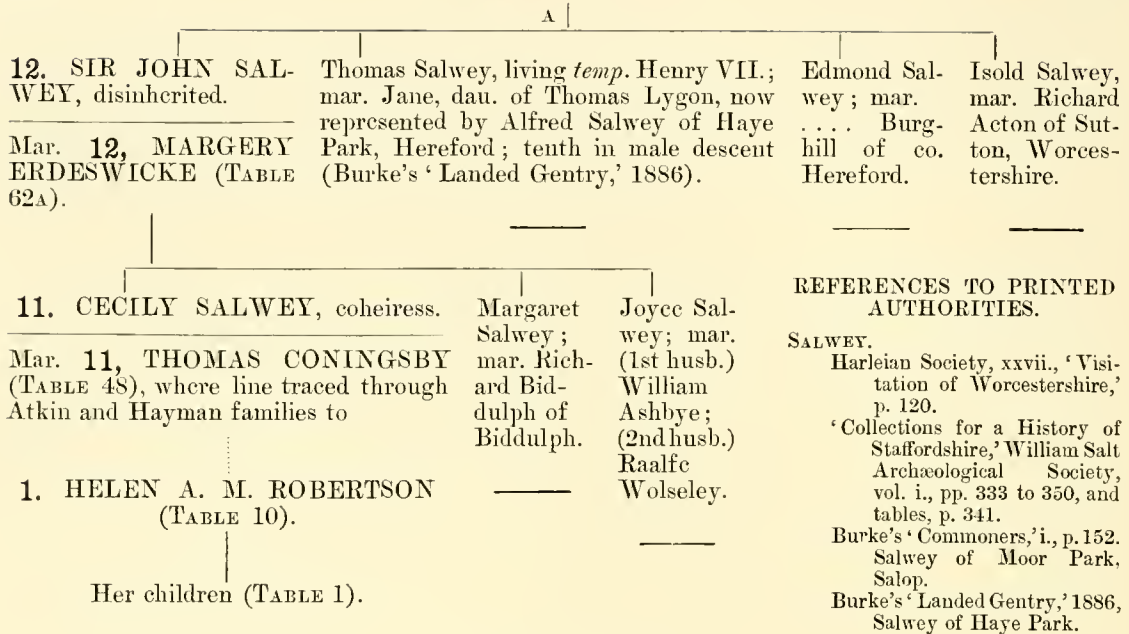 A
12. SIR JOHN SAL-
WEY, disinherited.
Mar. 12, MARGERY
ERDESWICKE (TABLE
62A).
Thomas Salwey, living temp. Henry VII.;
mar. Jane, dau. of Thomas Lygon, now
represented by Alfred Salwey of Haye
Park, Hereford; tenth in male descent
(Burke's ‘Landed Gentry,’ 1886).
Edmond Sal-
wey; mar.
.... Burg-
hill of co.
Hereford.
Isold Salwey,
mar. Richard
Acton of Sut-
ton, Worces-
tershire.
11. CECILY SALWEY, coheiress.
Mar. 11, THOMAS CONINGSBY
(TABLE 48), where line traced through
Atkin and Hayman families to
1. HELEN A. M. ROBERTSON
(TABLE 10).
Her children (TABLE 1).
Margaret
Salwey;
mar. Rich-
ard Bid-
dulph of
Biddulph.
Joyce Sal-
wey; mar.
(1st husb.)
William
Ashbye;
(2nd husb.)
Raalfe
Wolseley.
REFERENCES TO PRINTED
AUTHORITIES.
SALWEY.
Harleian Society, xxvii., ‘Visi-
tation of Worcestershire,’
p. 120.
‘Collections for a History of
Staffordshire,’ William Salt
Archæological Society,
vol. i., pp. 333 to 350, and
tables, p. 341.
Burke's ‘Commoners,’ i., p. 152.
Salwey of Moor Park,
Salop.
Burke's ‘Landed Gentry,’ 1886,
Salwey of Haye Park.